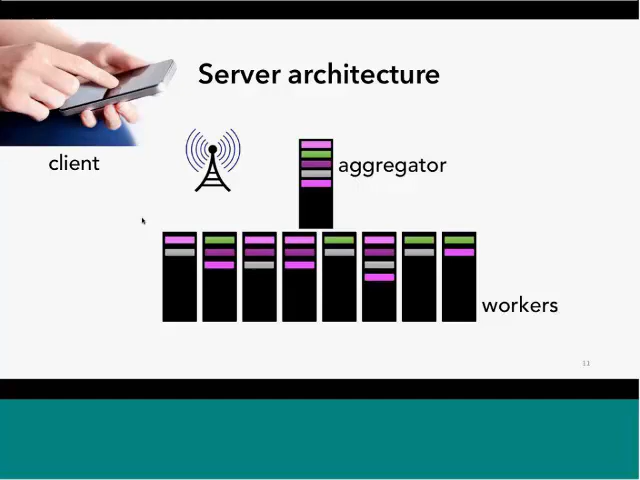 Server architecture
client
aggregator
workers
11